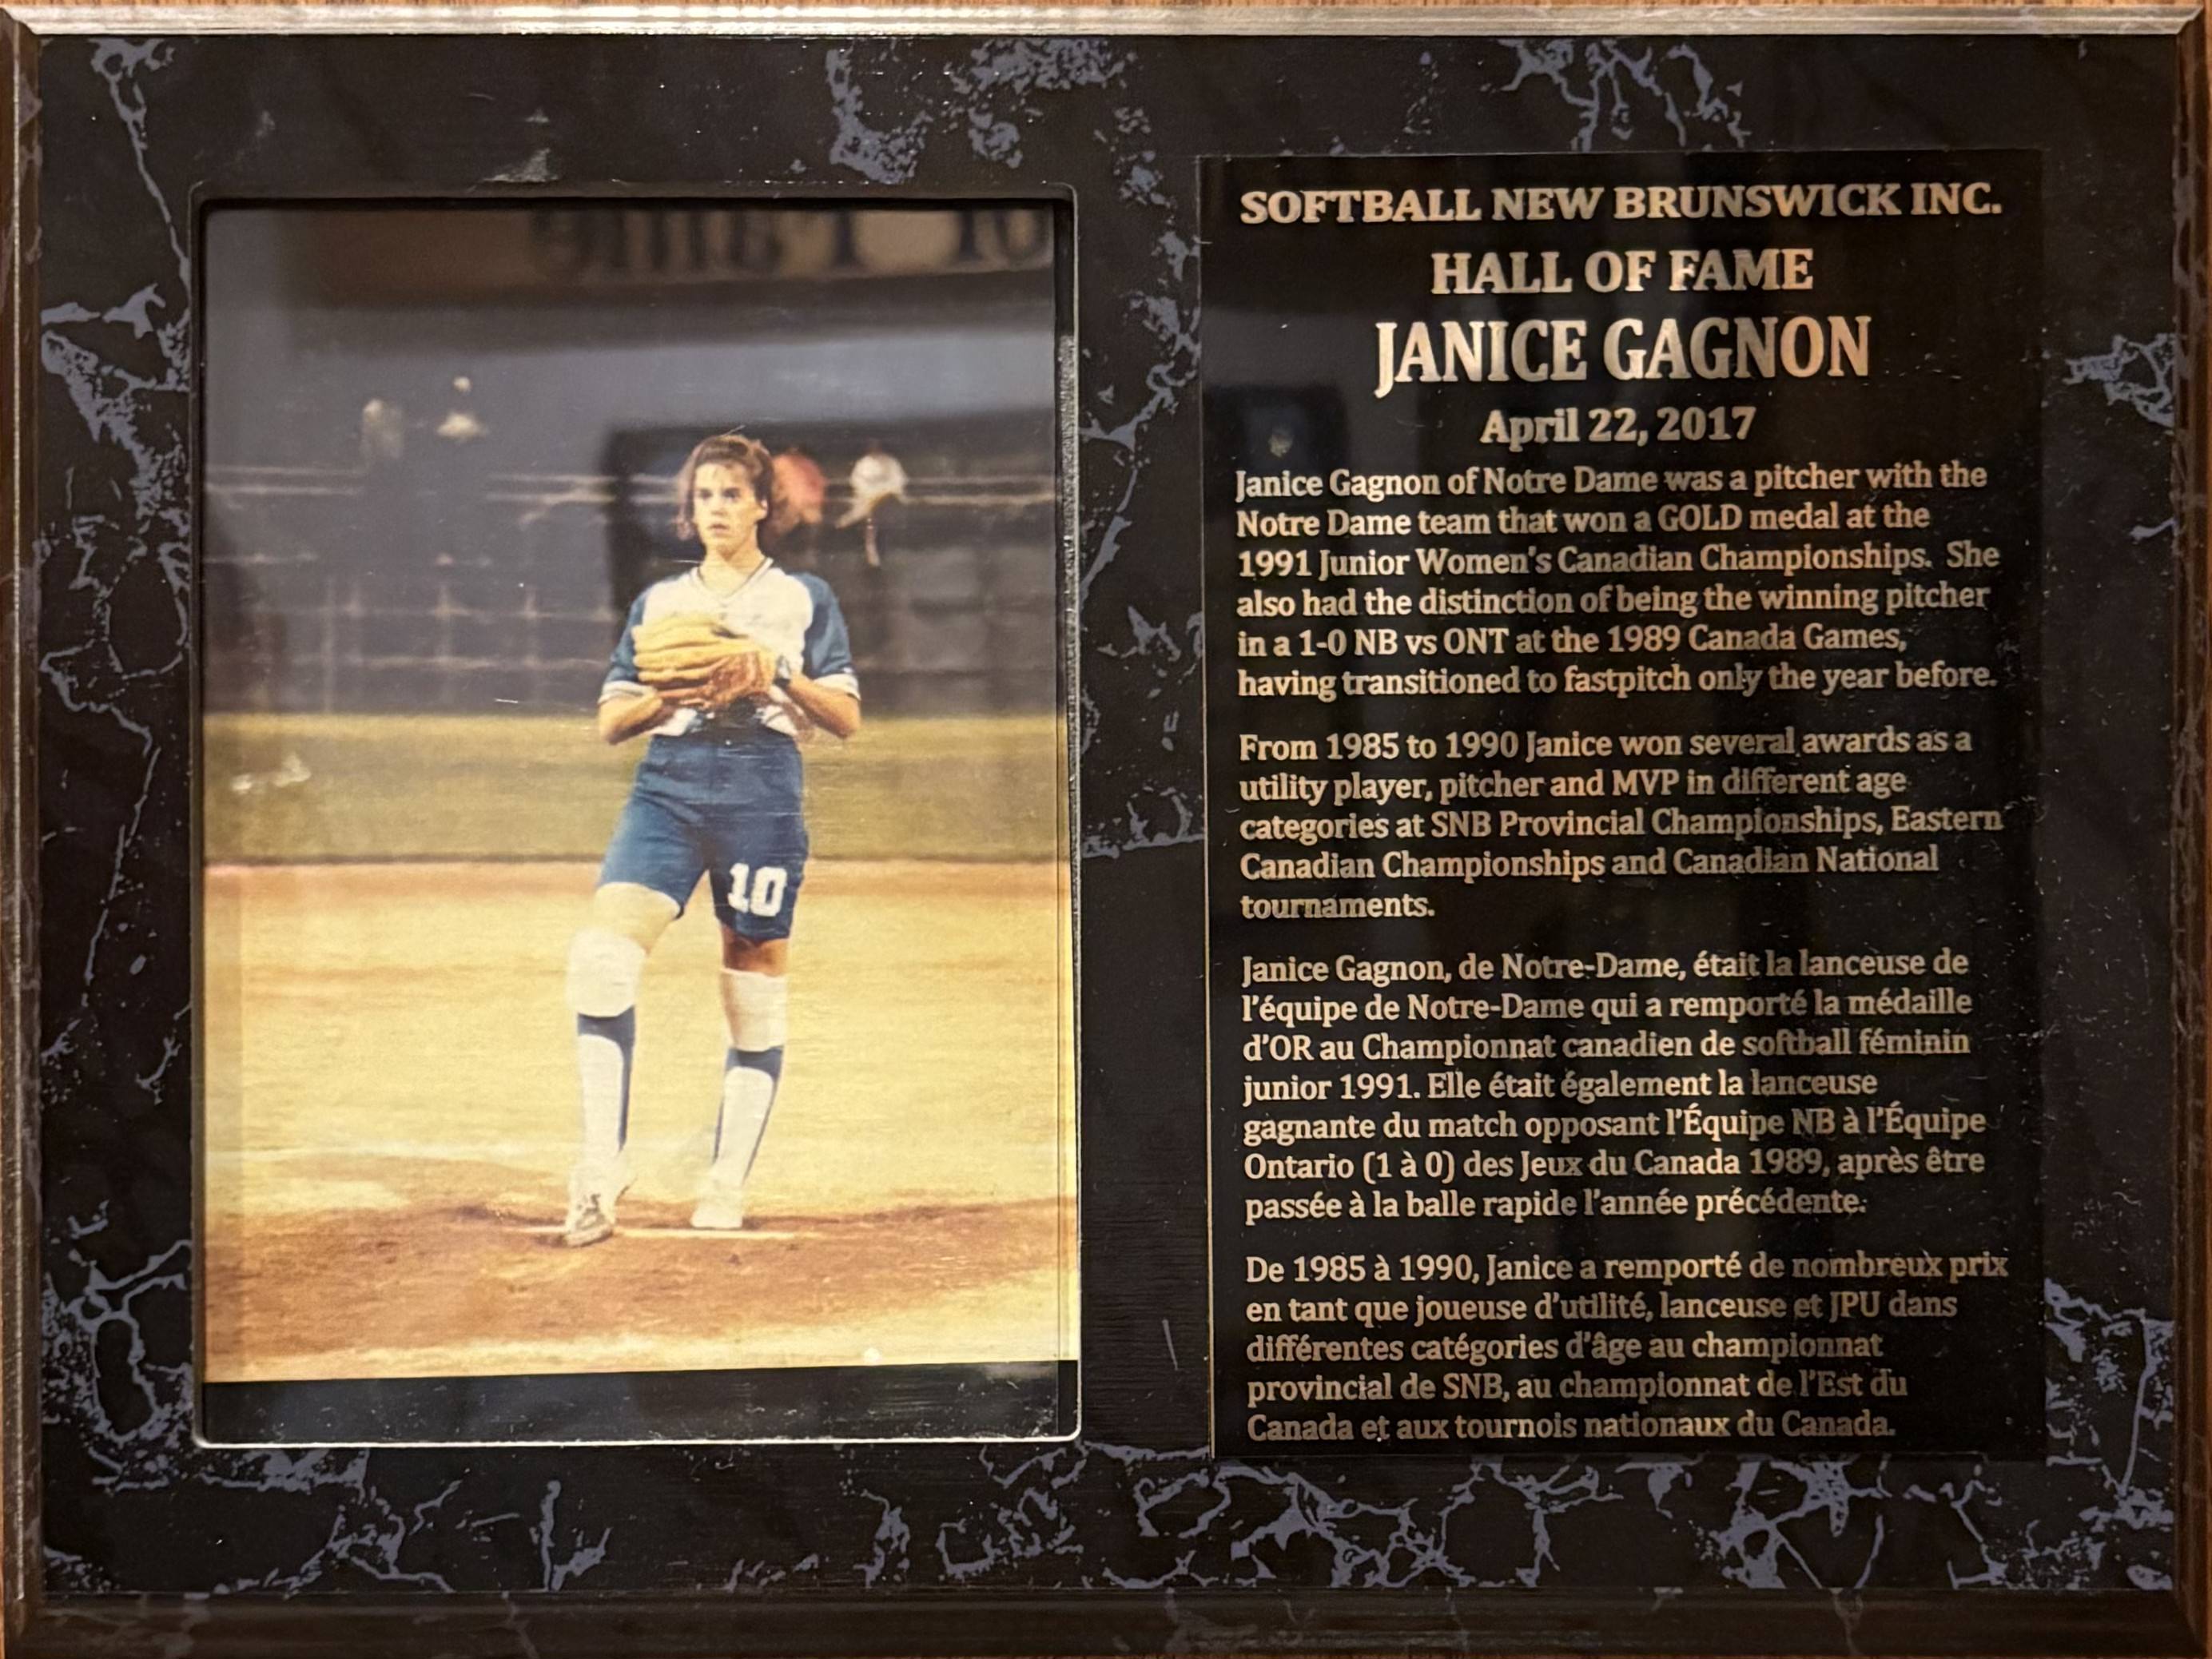 SOFTBALL NEW BRUNSWICK INC.
HALL OF FAME
JANICE GAGNON
April 22, 2017
Janice Gagnon of Notre Dame was a pitcher with the
Notre Dame team that won a GOLD medal at the
1991 Junior Women's Canadian Championships. She
also had the distinction of being the winning pitcher
in a 1-0 NB vs ONT at the 1989 Canada Games,
having transitioned to fastpitch only the year before.
From 1985 to 1990 Janice won several awards as a
utility player, pitcher and MVP in different age
categories at SNB Provincial Championships, Eastern
Canadian Championships and Canadian National
tournaments.
Janice Gagnon, de Notre-Dame, était la lanceuse de
l'équipe de Notre-Dame qui a remporté la médaille
d'OR au Championnat canadien de softball féminin
junior 1991. Elle était également la lanceuse
gagnante du match opposant l'Équipe NB à l'Équipe
Ontario (1 à 0) des Jeux du Canada 1989, après être
passée à la balle rapide l'année précédente.
De 1985 à 1990, Janice a remporté de nombreux prix
en tant que joueuse d'utilité, lanceuse et JPU dans
différentes catégories d'âge au championnat
provincial de SNB, au championnat de l'Est du
Canada et aux tournois nationaux du Canada.
10